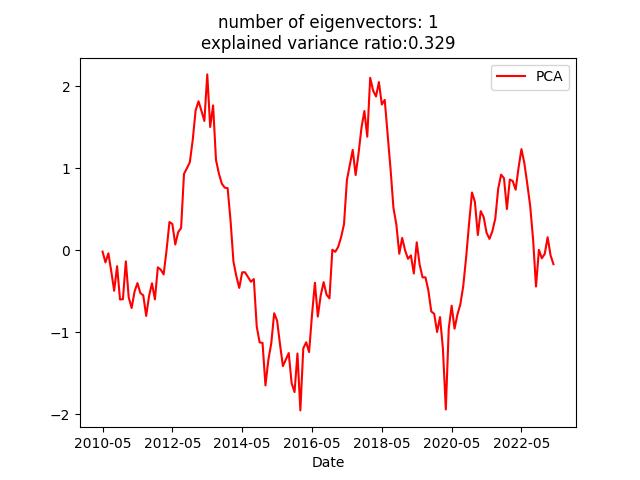 number of eigenvectors: 1
explained variance ratio:0.329
PCA
2
1
0
−1
−2
2010-05 2012-05 2014-05 2016-05 2018-05 2020-05 2022-05
Date